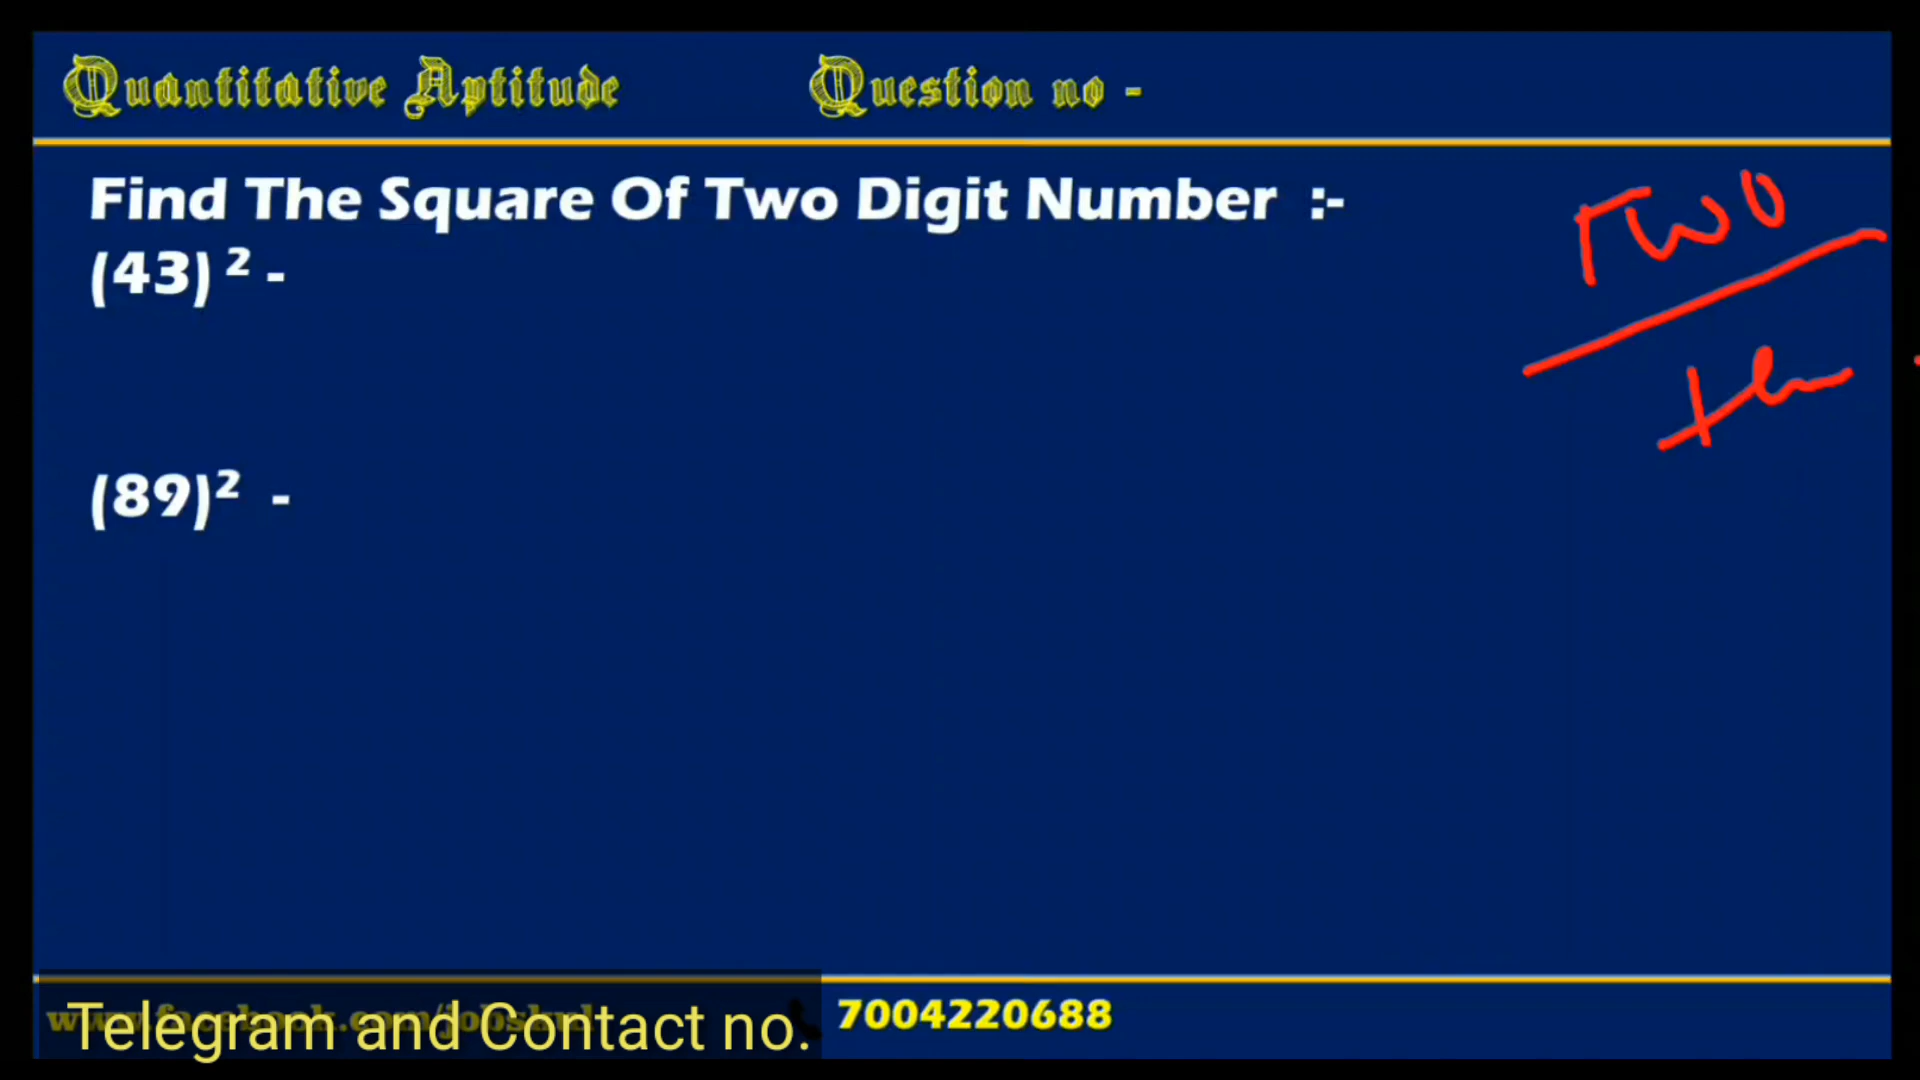 Quantitative Aptitude Question no -
Find The Square Of Two Digit Number :-
(43)² -
(89)² -
Two
Telegram and Contact no. 7004220688